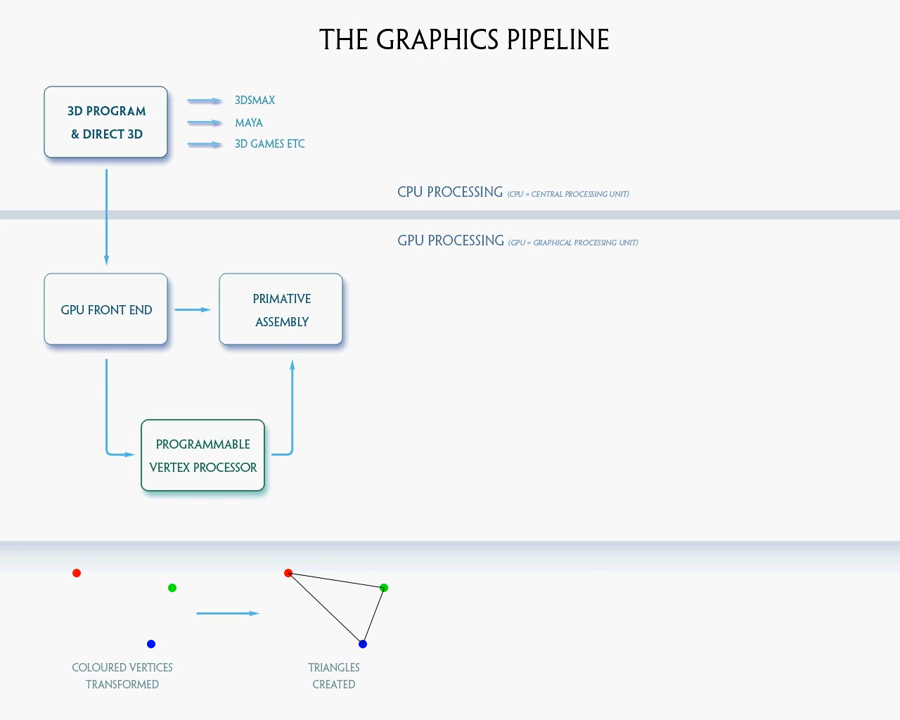 THE GRAPHICS PIPELINE
3D PROGRAM
& DIRECT 3D
3DSMAX
MAYA
3D GAMES ETC
CPU PROCESSING (CPU = CENTRAL PROCESSING UNIT)
GPU PROCESSING (GPU = GRAPHICAL PROCESSING UNIT)
GPU FRONT END
PRIMATIVE
ASSEMBLY
PROGRAMMABLE
VERTEX PROCESSOR
COLOURED VERTICES
TRANSFORMED
TRIANGLES
CREATED